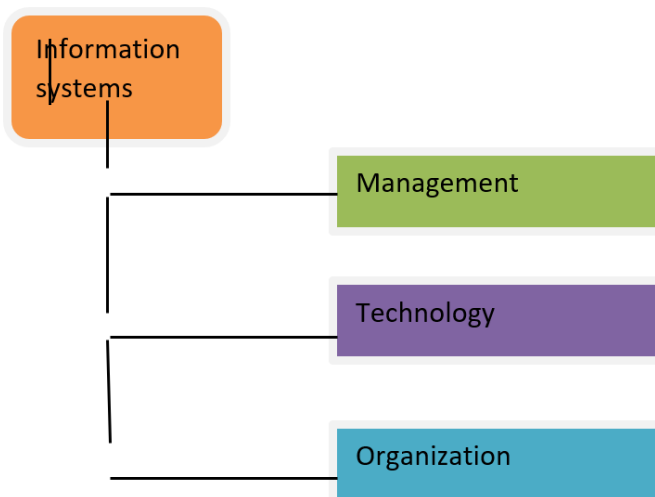 Information
systems
Management
Technology
Organization